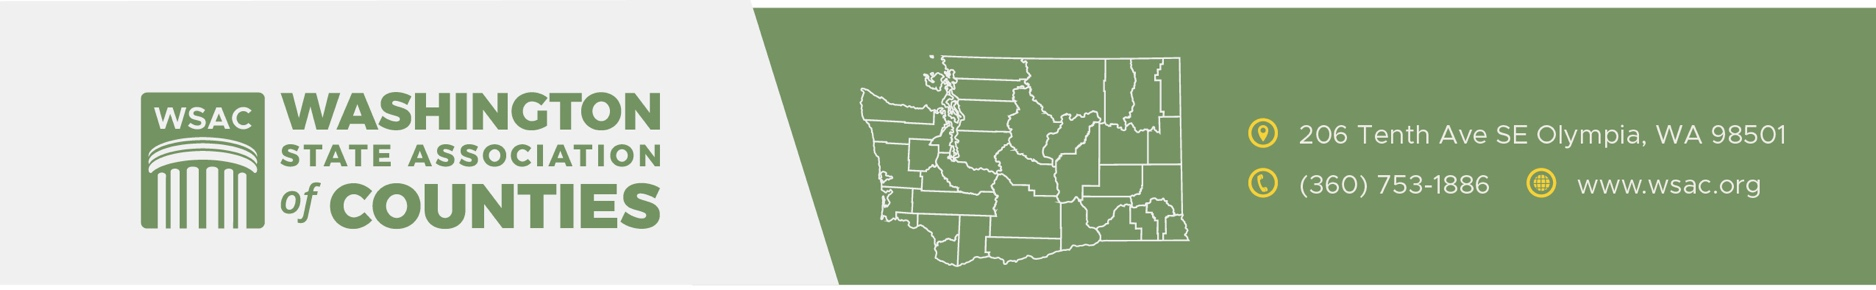 WSAC
WASHINGTON
STATE ASSOCIATION
of COUNTIES
206 Tenth Ave SE Olympia, WA 98501
(360) 753-1886 www.wsac.org